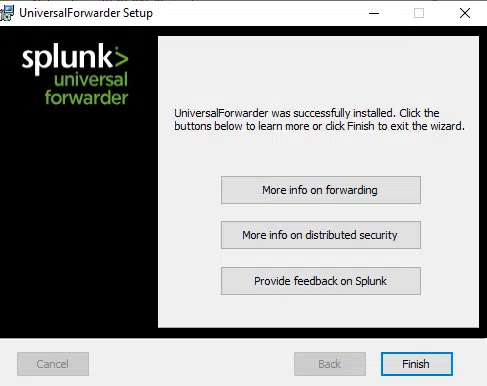 UniversalForwarder Setup
splunk>
universal
forwarder
UniversalForwarder was successfully installed. Click the
buttons below to learn more or click Finish to exit the wizard.
More info on forwarding
More info on distributed security
Provide feedback on Splunk
Cancel
Back
Finish